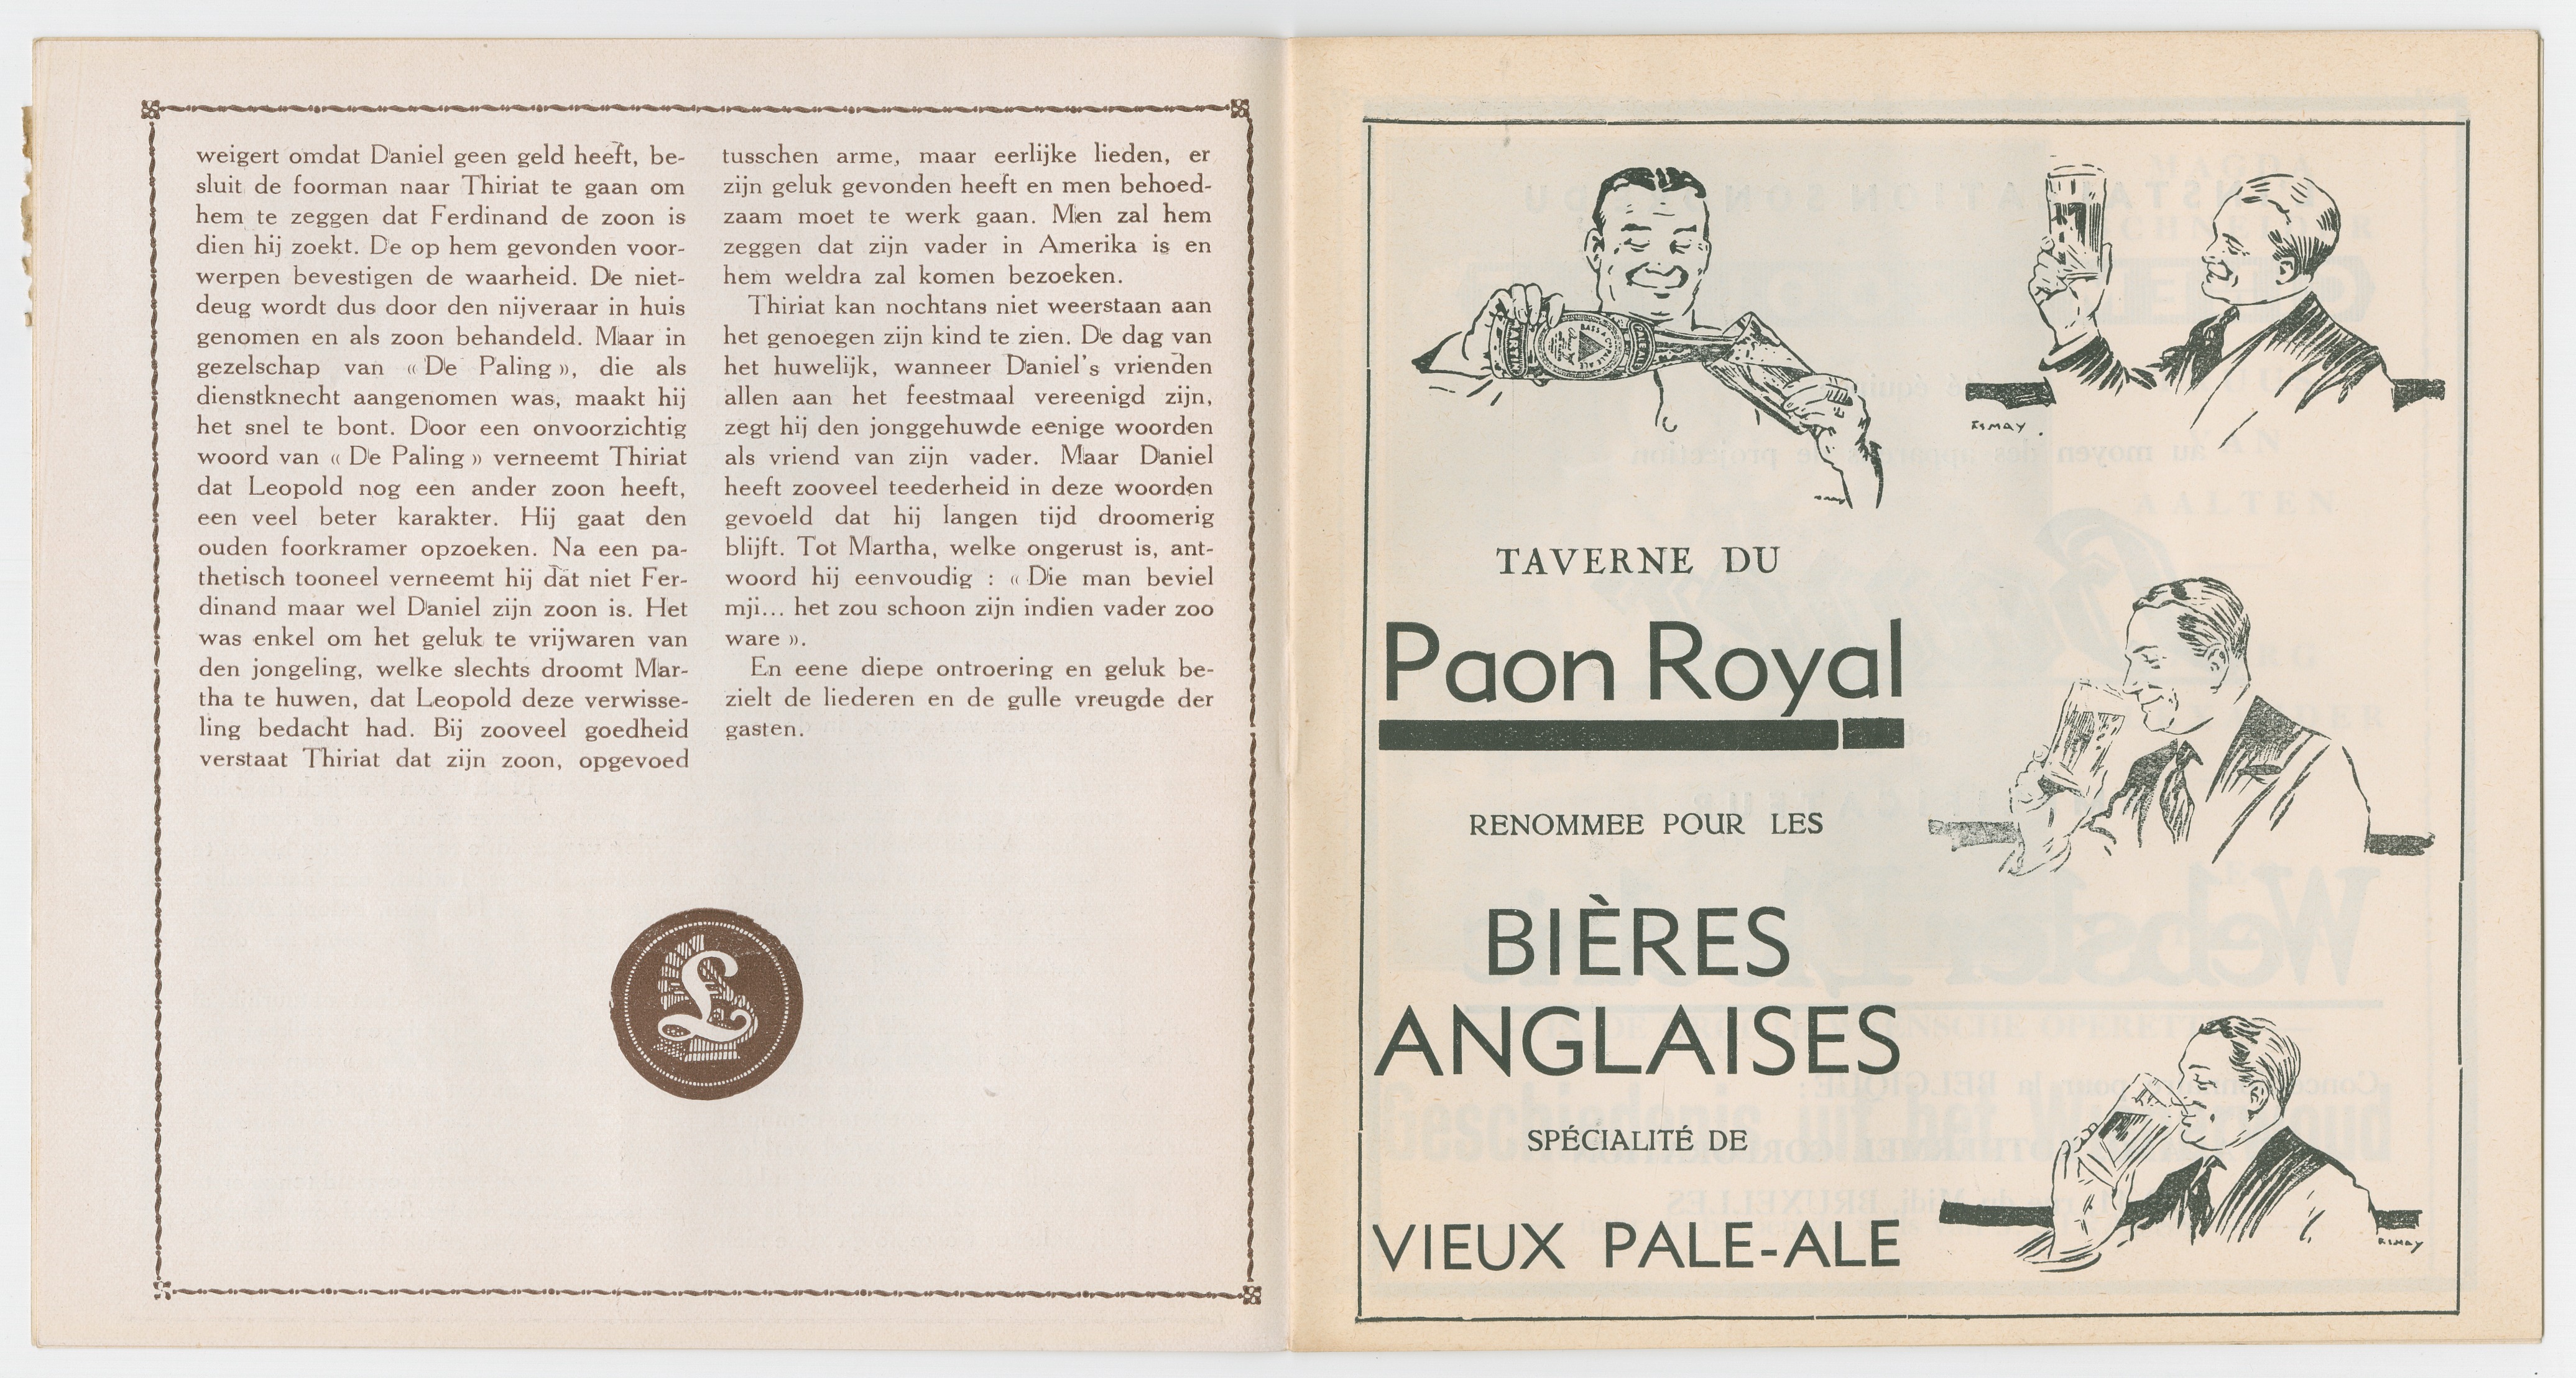 weigert omdat Daniel geen geld heeft, be-
sluit de foorman naar Thiriat te gaan om
hem te zeggen dat Ferdinand de zoon is
dien hij zoekt. De op hem gevonden voor-
werpen bevestigen de waarheid. De niet-
deug wordt dus door den nijveraar in huis
genomen en als zoon behandeld. Maar in
gezelschap van « De Paling », die als
dienstknecht aangenomen was, maakt hij
het snel te bont. Door een onvoorzichtig
woord van « De Paling » verneemt Thiriat
dat Leopold nog een ander zoon heeft,
een veel beter karakter. Hij gaat den
ouden foorkramer opzoeken. Na een pa-
thetisch tooneel verneemt hij dat niet Fer-
dinand maar wel Daniel zijn zoon is. Het
was enkel om het geluk te vrijwaren van
den jongeling, welke slechts droomt Mar-
tha te huwen, dat Leopold deze verwisse-
ling bedacht had. Bij zooveel goedheid
verstaat Thiriat dat zijn zoon, opgevoed
tusschen arme, maar eerlijke lieden, er
zijn geluk gevonden heeft en men behoed-
zaam moet te werk gaan. Men zal hem
zeggen dat zijn vader in Amerika is en
hem weldra zal komen bezoeken.
Thiriat kan nochtans niet weerstaan aan
het genoegen zijn kind te zien. De dag van
het huwelijk, wanneer Daniel's vrienden
allen aan het feestmaal vereenigd zijn,
zegt hij den jonggehuwde eenige woorden
als vriend van zijn vader. Maar Daniel
heeft zooveel teederheid in deze woorden
gevoeld dat hij langen tijd droomerig
blijft. Tot Martha, welke ongerust is, ant-
woord hij eenvoudig : « Die man beviel
mji... het zou schoon zijn indien vader zoo
ware ».
En eene diepe ontroering en geluk be-
zielt de liederen en de gulle vreugde der
gasten.
L
TAVERNE DU
Paon Royal
RENOMMEE POUR LES
BIÈRES
ANGLAISES
SPÉCIALITÉ DE
VIEUX PALE-ALE
MARTIN
BASS & CO
PALE ALE
ESMAY
ESMAY